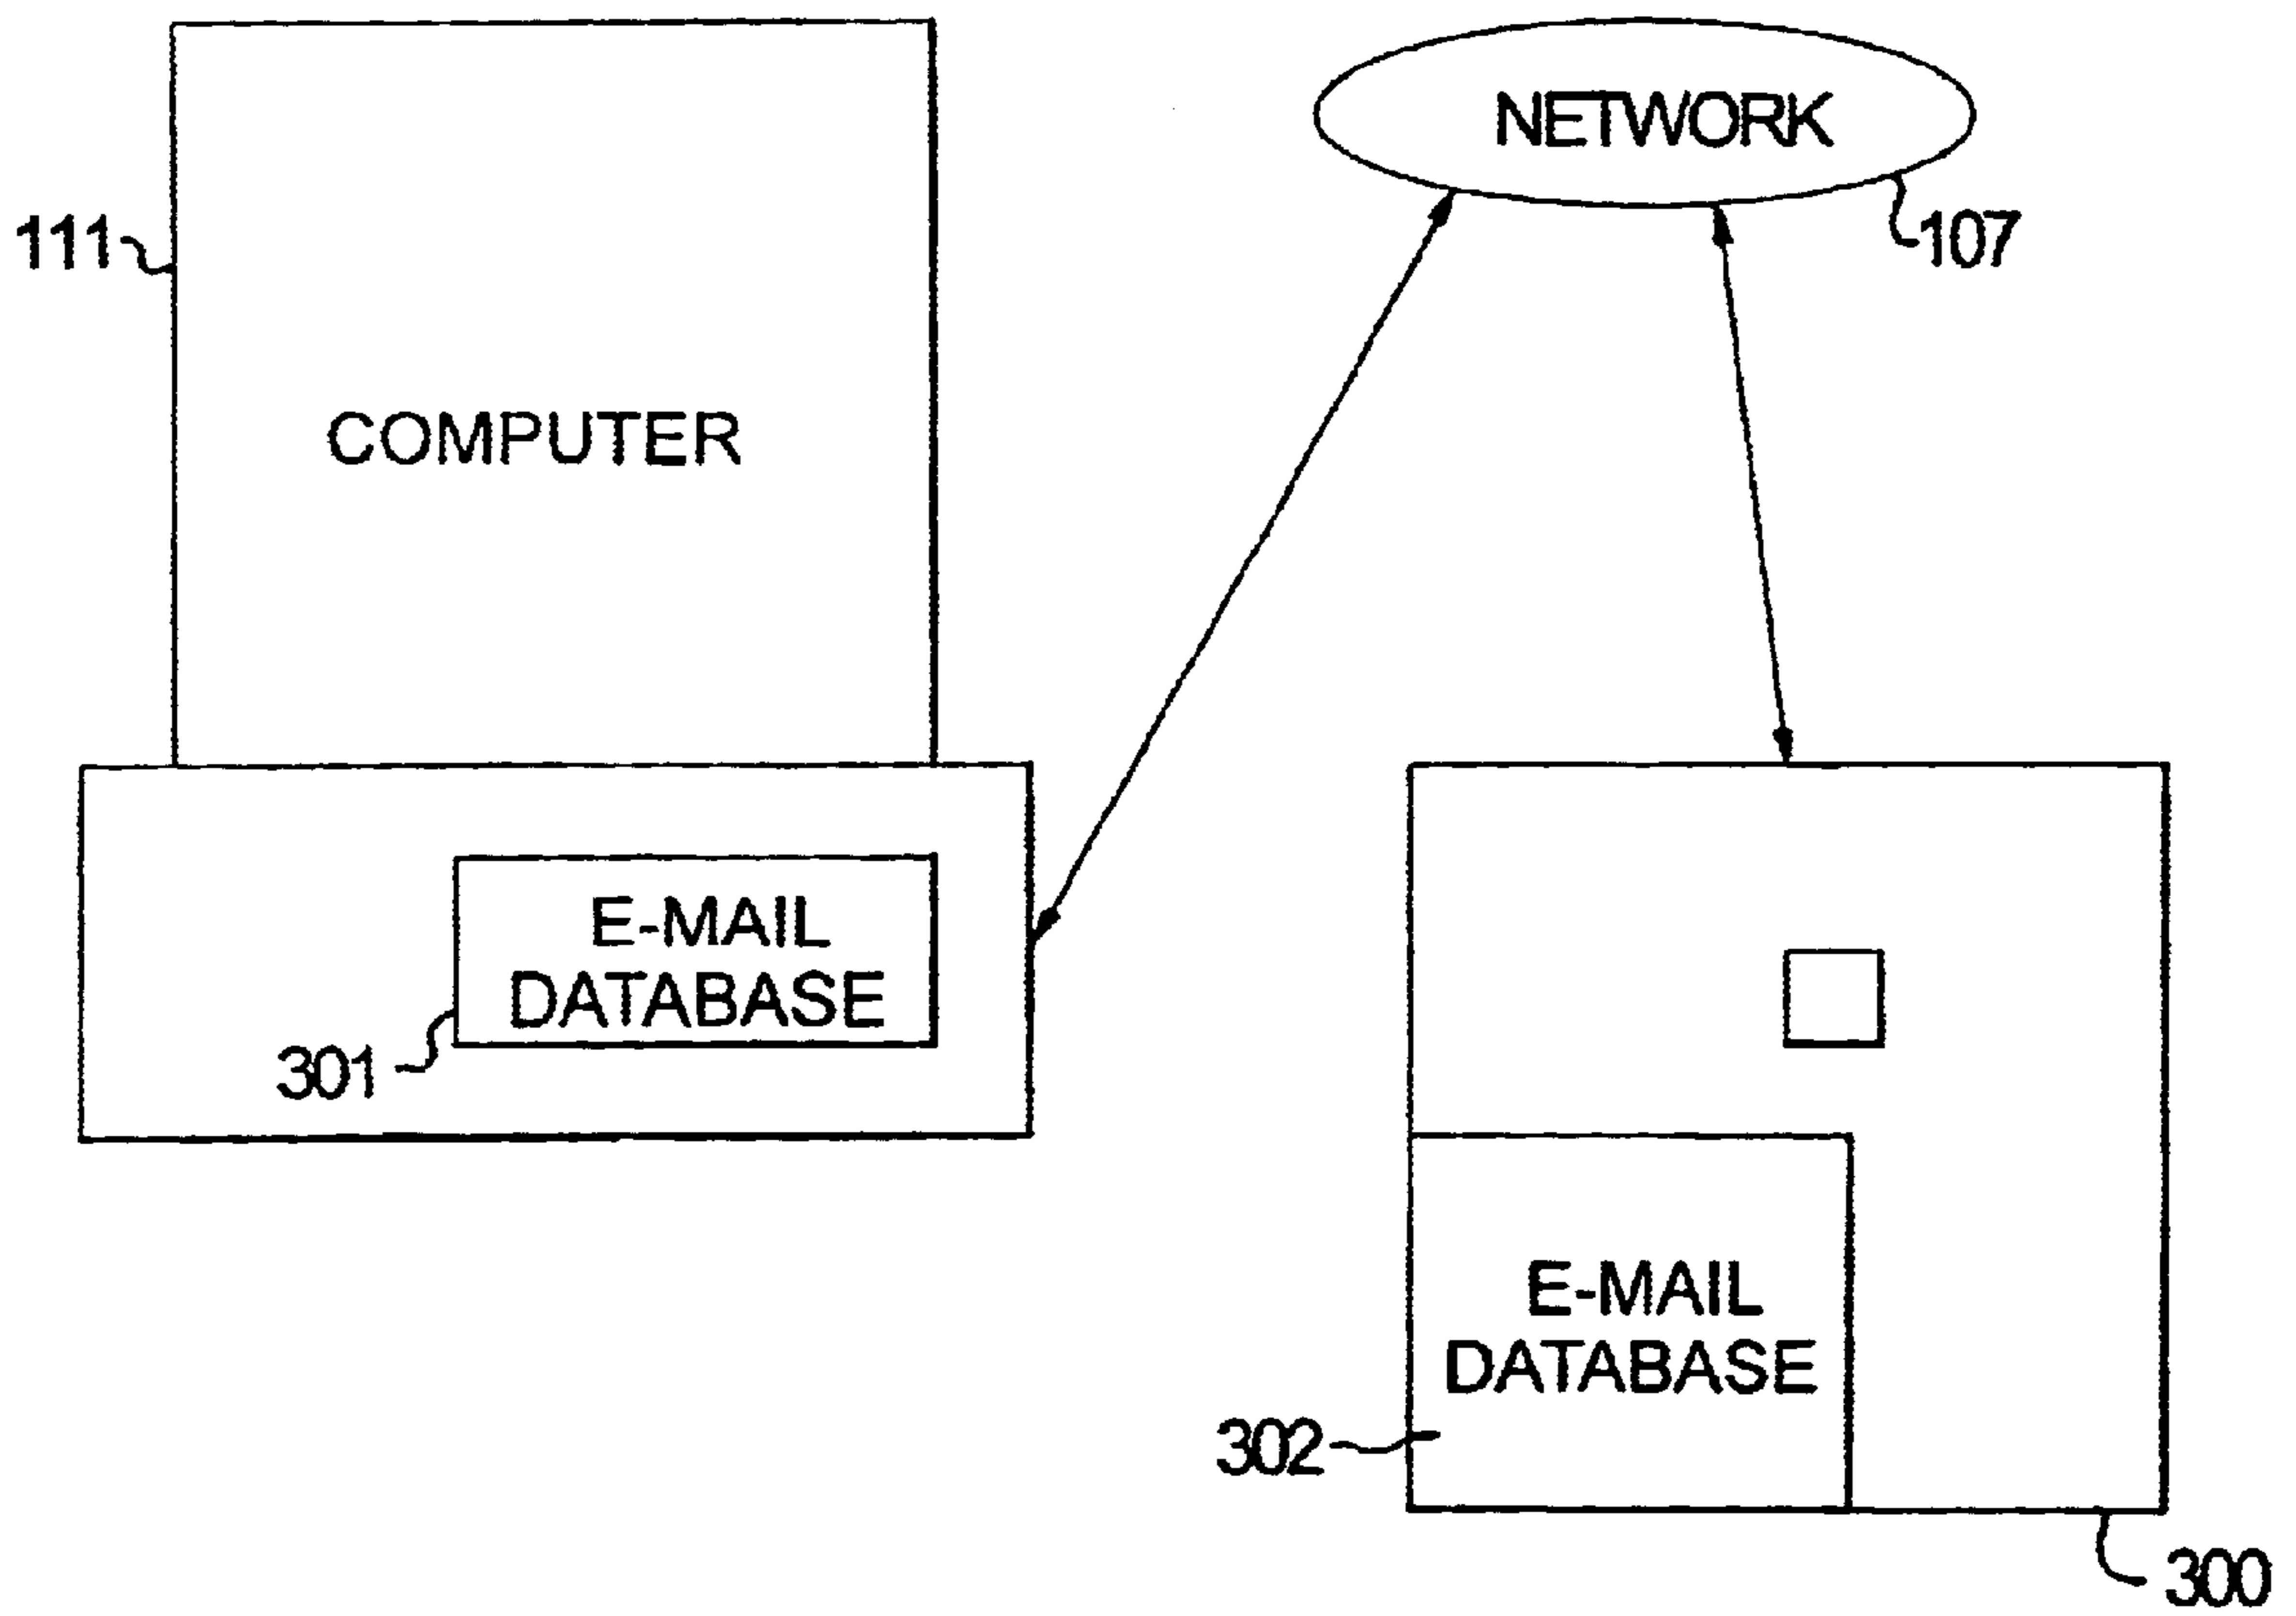 NETWORK
111
107
COMPUTER
E-MAIL
DATABASE
301
E-MAIL
DATABASE
302
300